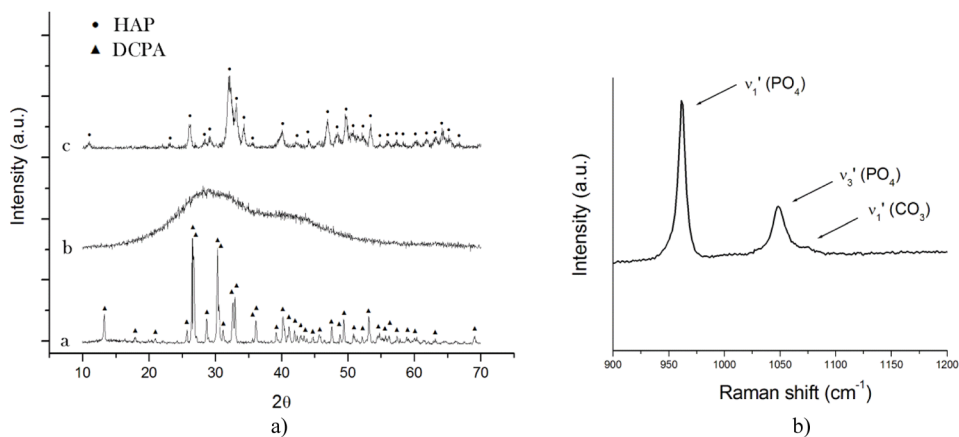 ● HAP
▲ DCPA
Intensity (a.u.)
c
b
a
10 20 30 40 50 60 70
2θ
a)
ν₁' (PO₄)
ν₃' (PO₄)
ν₁' (CO₃)
Intensity (a.u.)
900 950 1000 1050 1100 1150 1200
Raman shift (cm⁻¹)
b)